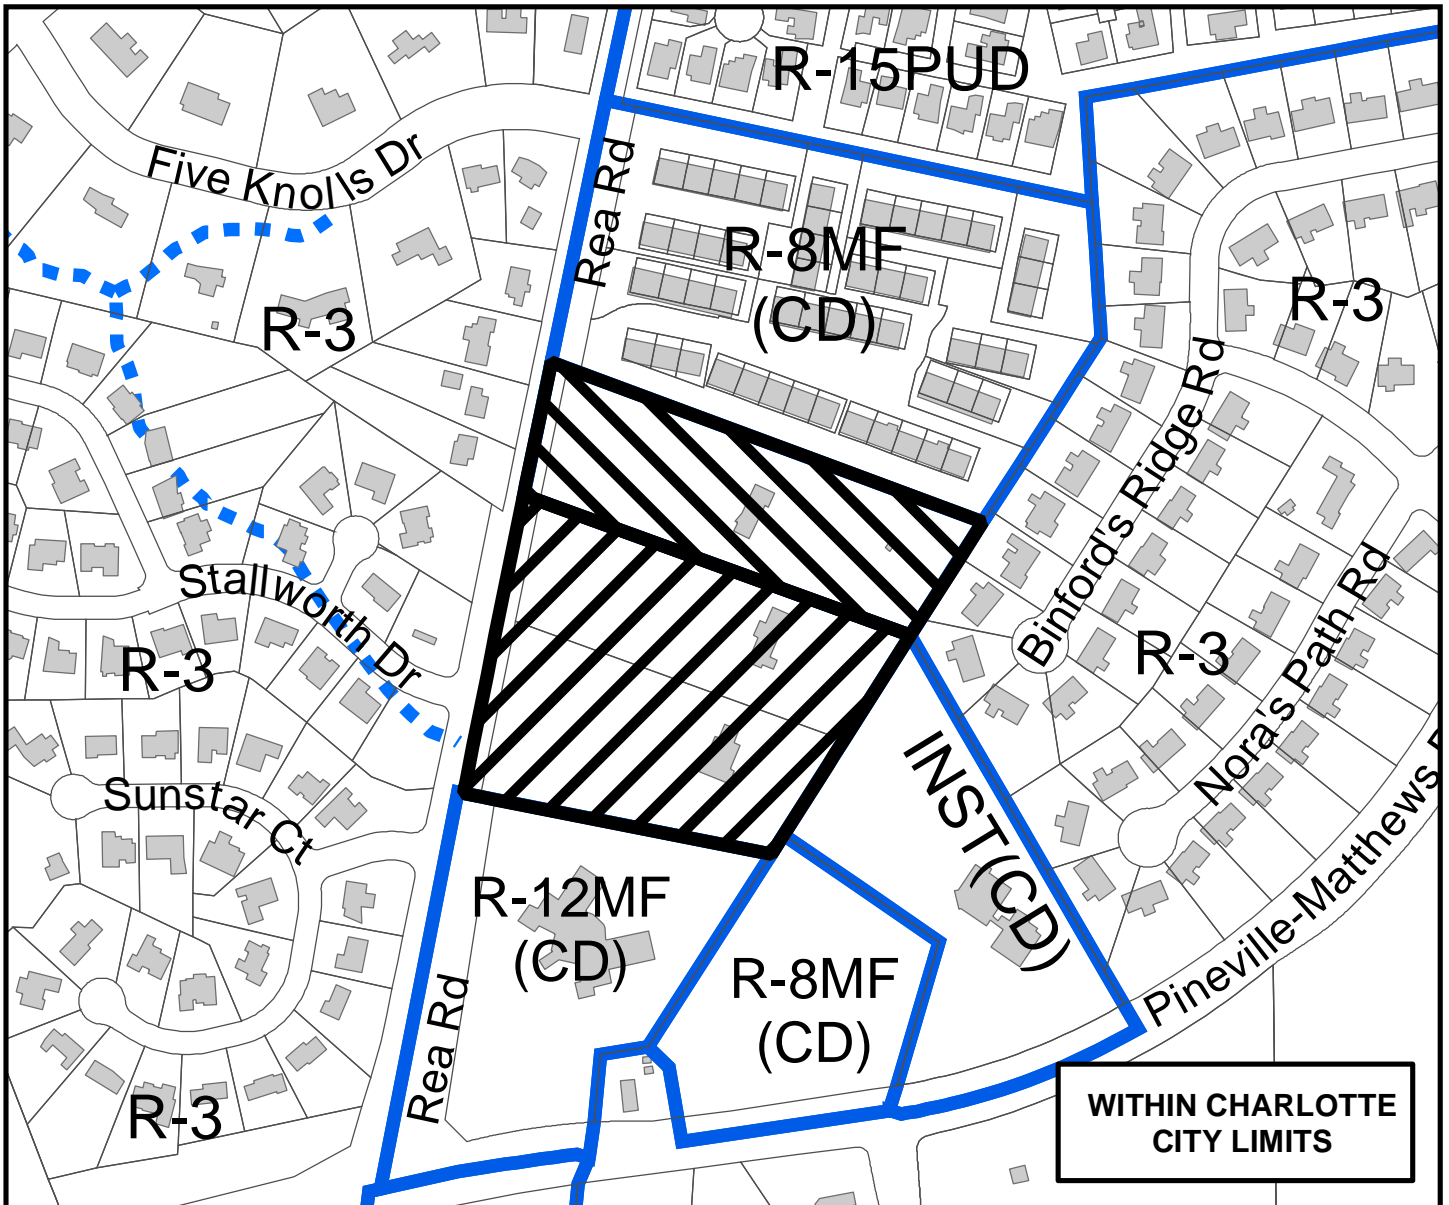 R-15PUD
Five Knolls Dr
Rea Rd
R-8MF
(CD)
R-3
R-3
Binford's Ridge Rd
Stallworth Dr
R-3
R-3
Nora's Path Rd
INST(CD)
Sunstar Ct
R-12MF
(CD)
R-8MF
(CD)
Pineville-Matthews
Rea Rd
R-3
WITHIN CHARLOTTE
CITY LIMITS